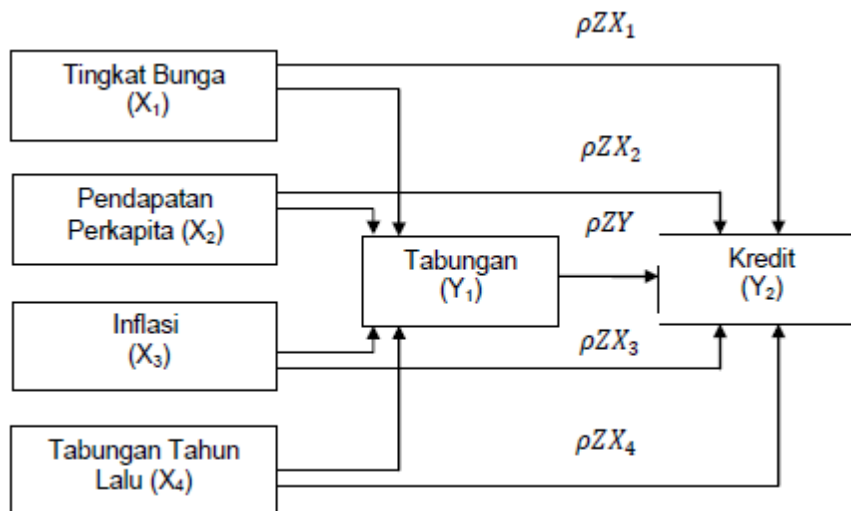 ρZX₁
Tingkat Bunga
(X₁)
ρZX₂
Pendapatan
Perkapita (X₂)
ρZY
Tabungan
(Y₁)
Kredit
(Y₂)
Inflasi
(X₃)
ρZX₃
Tabungan Tahun
Lalu (X₄)
ρZX₄